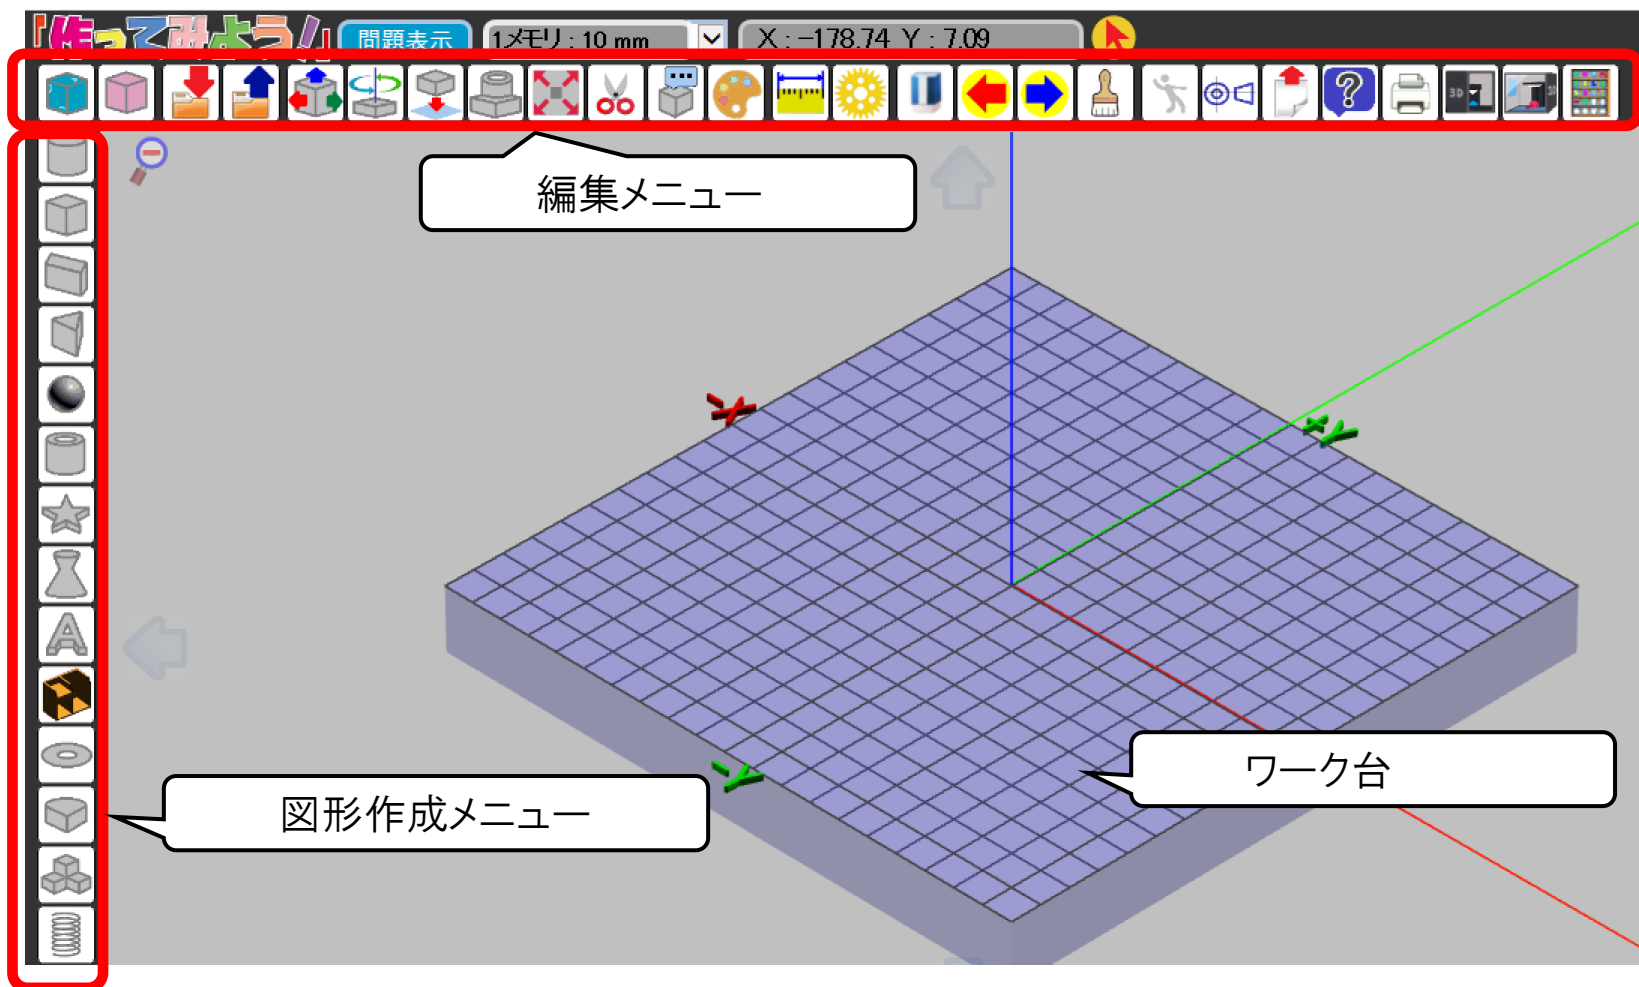 「作ってみよう!」
問題表示
1メモリ : 10 mm
X : -178.74 Y : 7.09
編集メニュー
-X
+Y
-Y
ワーク台
図形作成メニュー
A
?
3D
3D